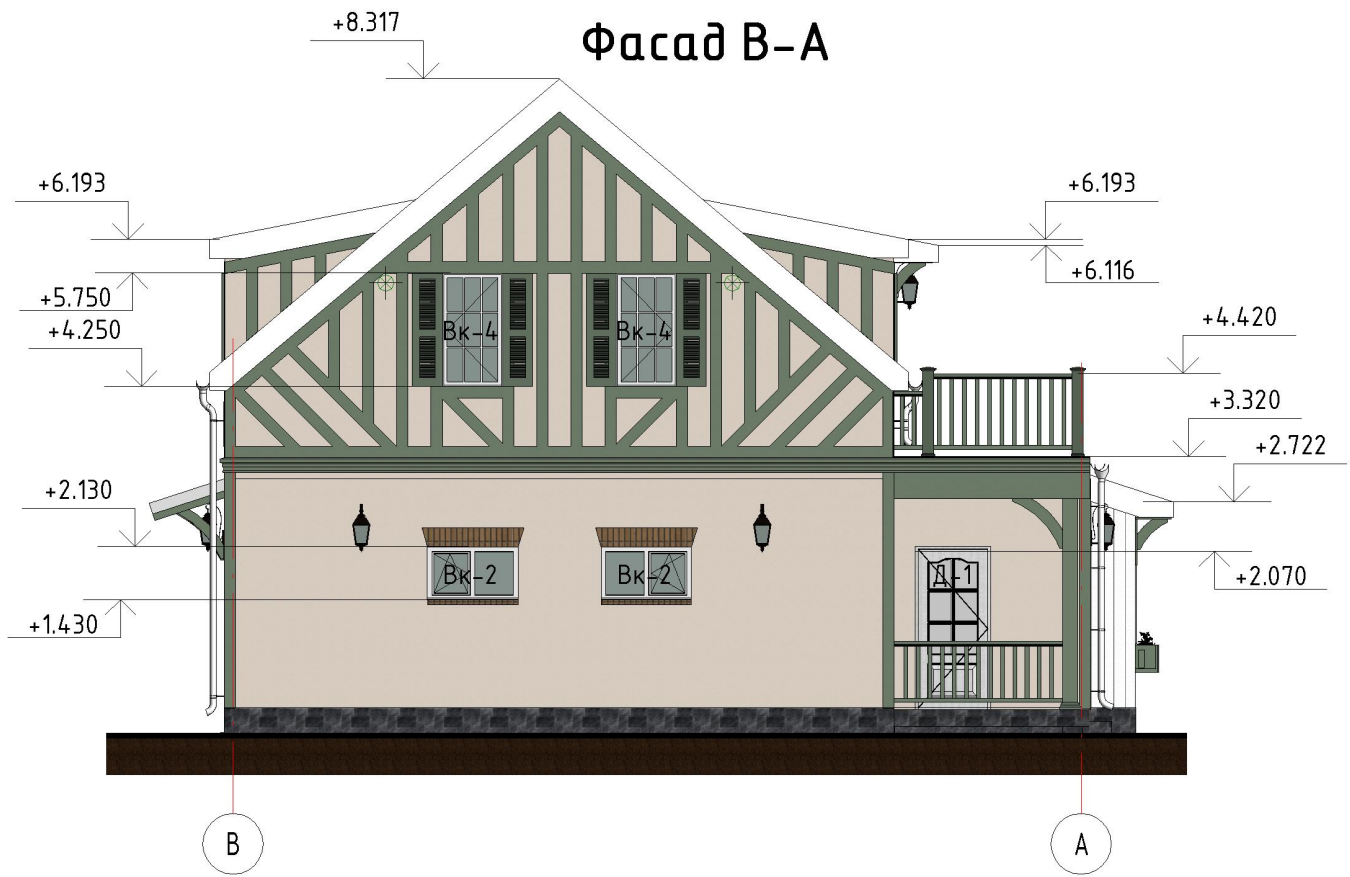 +8.317
Фасад В-А
+6.193
+6.193
+6.116
+5.750
+4.250
+4.420
Вк-4
Вк-4
+3.320
+2.722
+2.130
Вк-2
Вк-2
Д-1
+2.070
+1.430
В
А